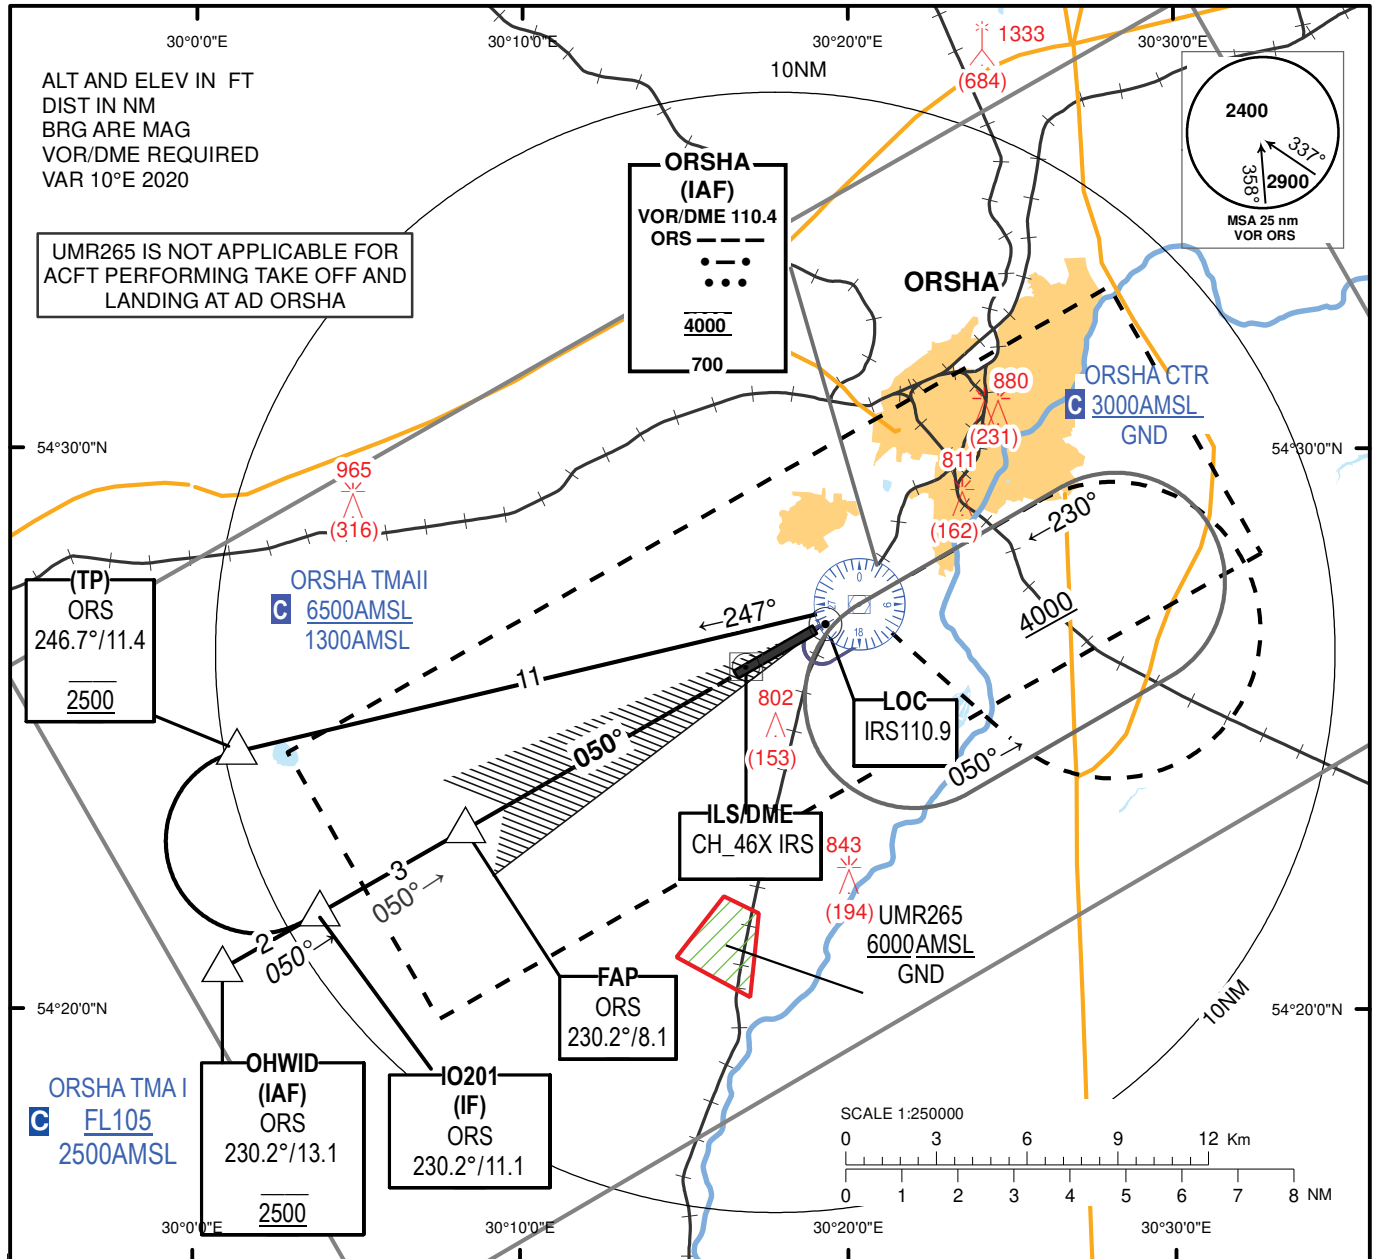 30°0'0"E
30°10'0"E
30°20'0"E
30°30'0"E
1333
(684)
10NM
ALT AND ELEV IN FT
DIST IN NM
BRG ARE MAG
VOR/DME REQUIRED
VAR 10°E 2020
2400
337°
358°
2900
MSA 25 nm
VOR ORS
ORSHA
(IAF)
VOR/DME 110.4
ORS
4000
700
UMR265 IS NOT APPLICABLE FOR
ACFT PERFORMING TAKE OFF AND
LANDING AT AD ORSHA
ORSHA
880
(231)
ORSHA CTR
C 3000AMSL
GND
54°30'0"N
54°30'0"N
811
(162)
965
(316)
←230°
4000
050°→
(TP)
ORS
246.7°/11.4
2500
ORSHA TMAII
C 6500AMSL
1300AMSL
←247°
11
0
9
18
27
LOC
IRS110.9
802
(153)
050°
ILS/DME
CH_46X IRS
843
(194)
3
050°→
2
050°→
UMR265
6000AMSL
GND
FAP
ORS
230.2°/8.1
54°20'0"N
54°20'0"N
10NM
OHWID
(IAF)
ORS
230.2°/13.1
2500
IO201
(IF)
ORS
230.2°/11.1
ORSHA TMA I
C FL105
2500AMSL
SCALE 1:250000
0 3 6 9 12 Km
0 1 2 3 4 5 6 7 8 NM
30°0'0"E
30°10'0"E
30°20'0"E
30°30'0"E